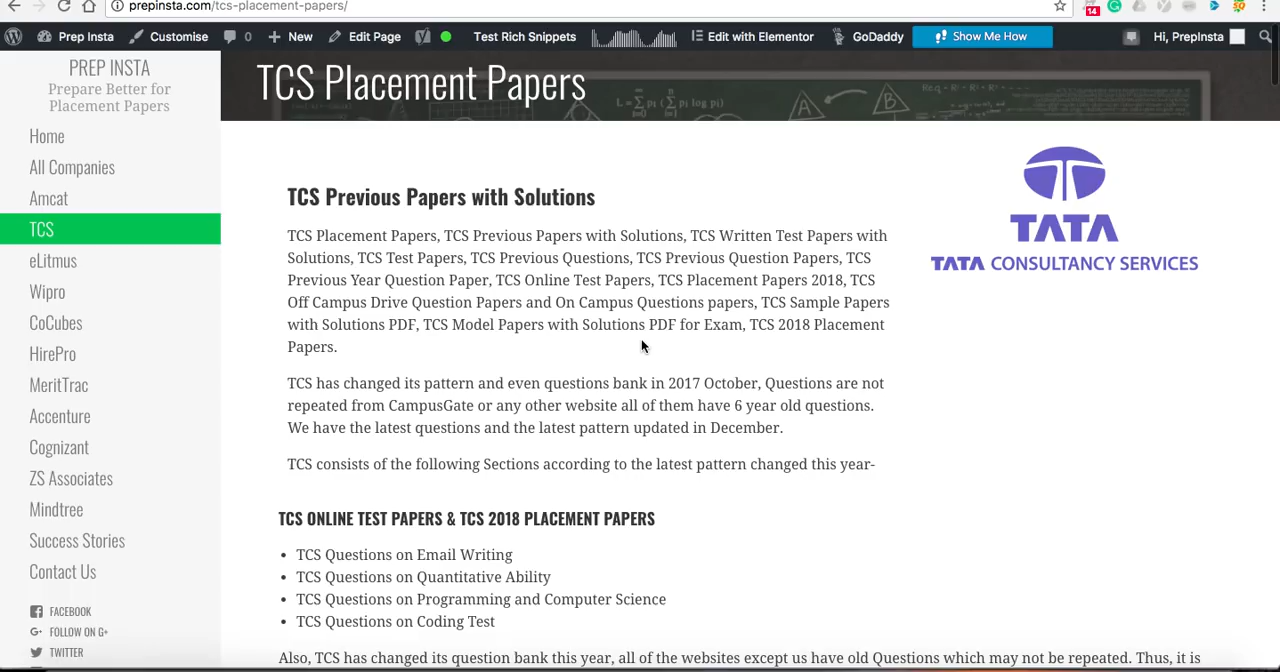 prepinsta.com/tcs-placement-papers/
14
Prep Insta
Customise
0
New
Edit Page
Test Rich Snippets
Edit with Elementor
GoDaddy
Show Me How
Hi, PrepInsta
PREP INSTA
Prepare Better for
Placement Papers
Home
All Companies
Amcat
TCS
eLitmus
Wipro
CoCubes
HirePro
MeritTrac
Accenture
Cognizant
ZS Associates
Mindtree
Success Stories
Contact Us
FACEBOOK
FOLLOW ON G+
TWITTER
TCS Placement Papers
A
B
TCS Previous Papers with Solutions
TCS Placement Papers, TCS Previous Papers with Solutions, TCS Written Test Papers with
Solutions, TCS Test Papers, TCS Previous Questions, TCS Previous Question Papers, TCS
Previous Year Question Paper, TCS Online Test Papers, TCS Placement Papers 2018, TCS
Off Campus Drive Question Papers and On Campus Questions papers, TCS Sample Papers
with Solutions PDF, TCS Model Papers with Solutions PDF for Exam, TCS 2018 Placement
Papers.
TCS has changed its pattern and even questions bank in 2017 October, Questions are not
repeated from CampusGate or any other website all of them have 6 year old questions.
We have the latest questions and the latest pattern updated in December.
TCS consists of the following Sections according to the latest pattern changed this year-
TATA
TATA CONSULTANCY SERVICES
TCS ONLINE TEST PAPERS & TCS 2018 PLACEMENT PAPERS
• TCS Questions on Email Writing
• TCS Questions on Quantitative Ability
• TCS Questions on Programming and Computer Science
• TCS Questions on Coding Test
Also, TCS has changed its question bank this year, all of the websites except us have old Questions which may not be repeated. Thus, it is